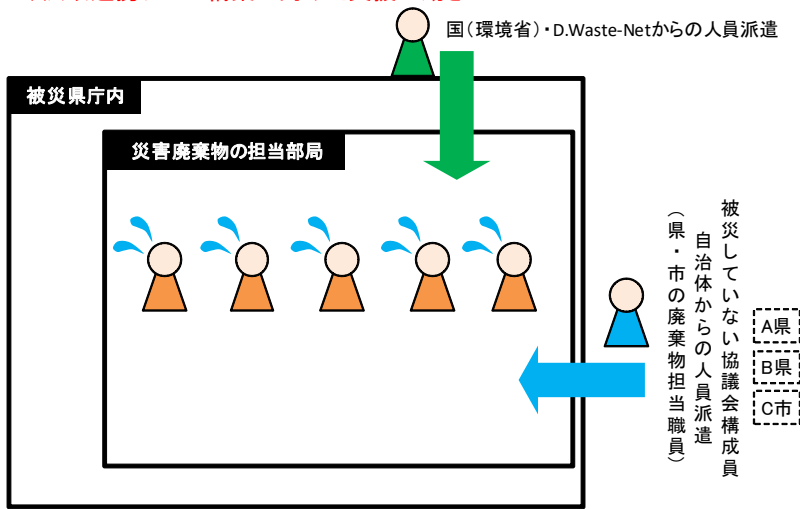 国（環境省）・D.Waste-Netからの人員派遣
被災県庁内
災害廃棄物の担当部局
被災していない協議会構成員
自治体からの人員派遣
（県・市の廃棄物担当職員）
A県
B県
C市